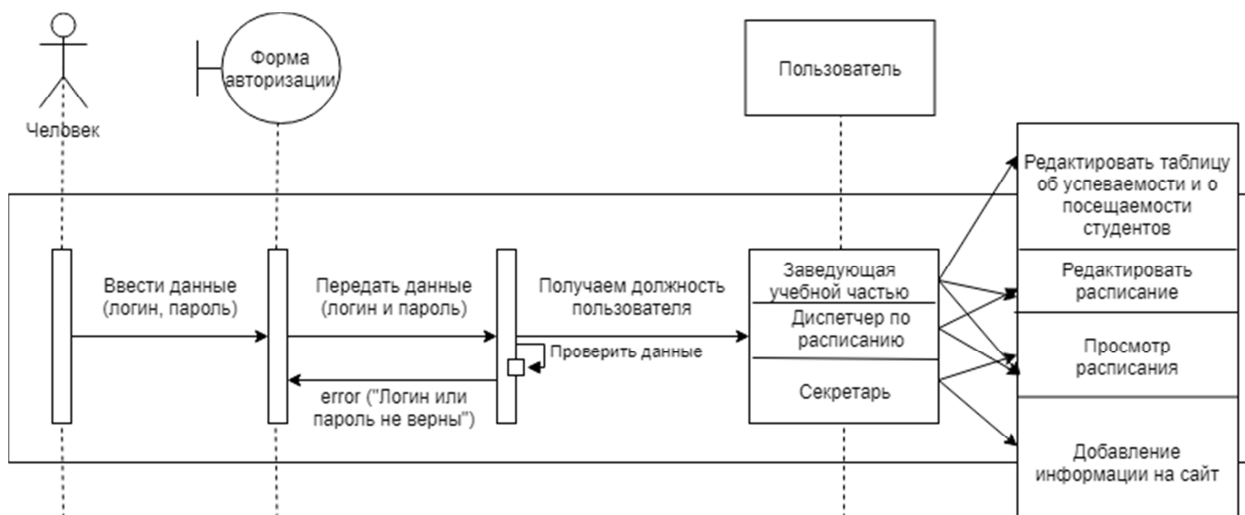 Человек
Форма
авторизации
Пользователь
Ввести данные
(логин, пароль)
Передать данные
(логин и пароль)
Получаем должность
пользователя
Проверить данные
error ("Логин или
пароль не верны")
Заведующая
учебной частью
Диспетчер по
расписанию
Секретарь
Редактировать таблицу
об успеваемости и о
посещаемости
студентов
Редактировать
расписание
Просмотр
расписания
Добавление
информации на сайт